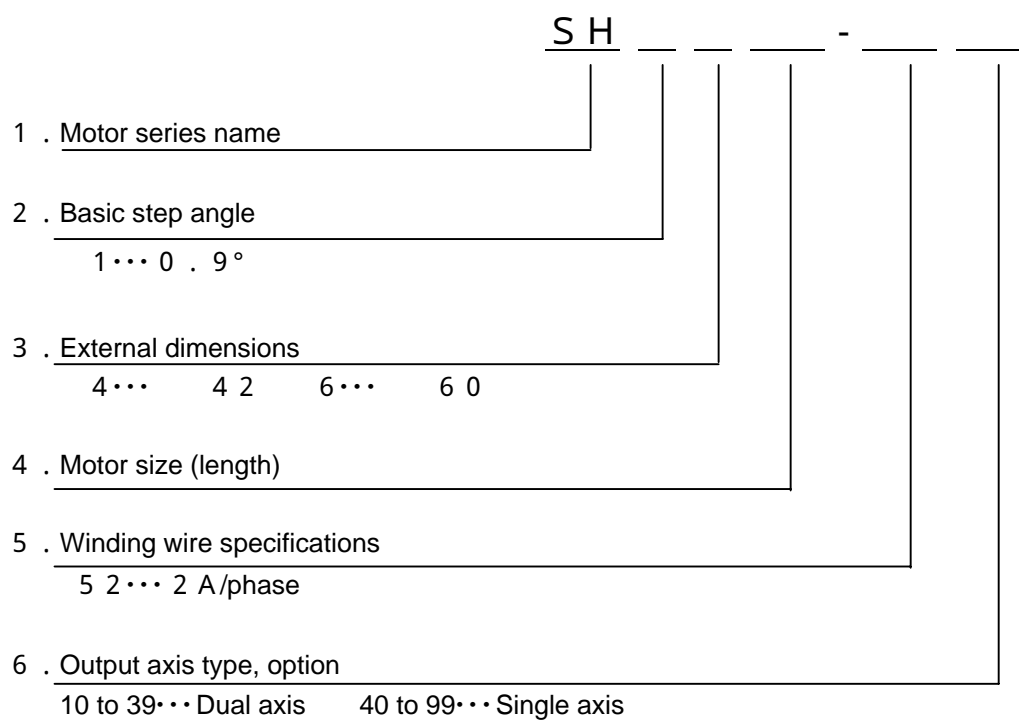 SH - 
1. Motor series name
2. Basic step angle
1・・・0.9°
3. External dimensions
4・・・ 42 6・・・ 60
4. Motor size (length)
5. Winding wire specifications
52・・・2A/phase
6. Output axis type, option
10 to 39・・・Dual axis 40 to 99・・・Single axis